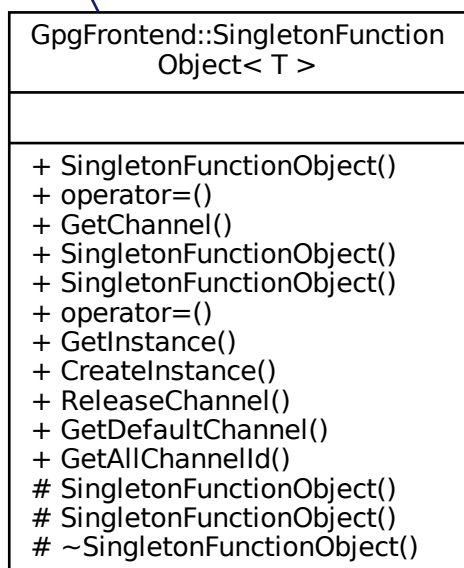 GpgFrontend::SingletonFunction
Object< T >
+ SingletonFunctionObject()
+ operator=()
+ GetChannel()
+ SingletonFunctionObject()
+ SingletonFunctionObject()
+ operator=()
+ GetInstance()
+ CreateInstance()
+ ReleaseChannel()
+ GetDefaultChannel()
+ GetAllChannelId()
# SingletonFunctionObject()
# SingletonFunctionObject()
# ~SingletonFunctionObject()